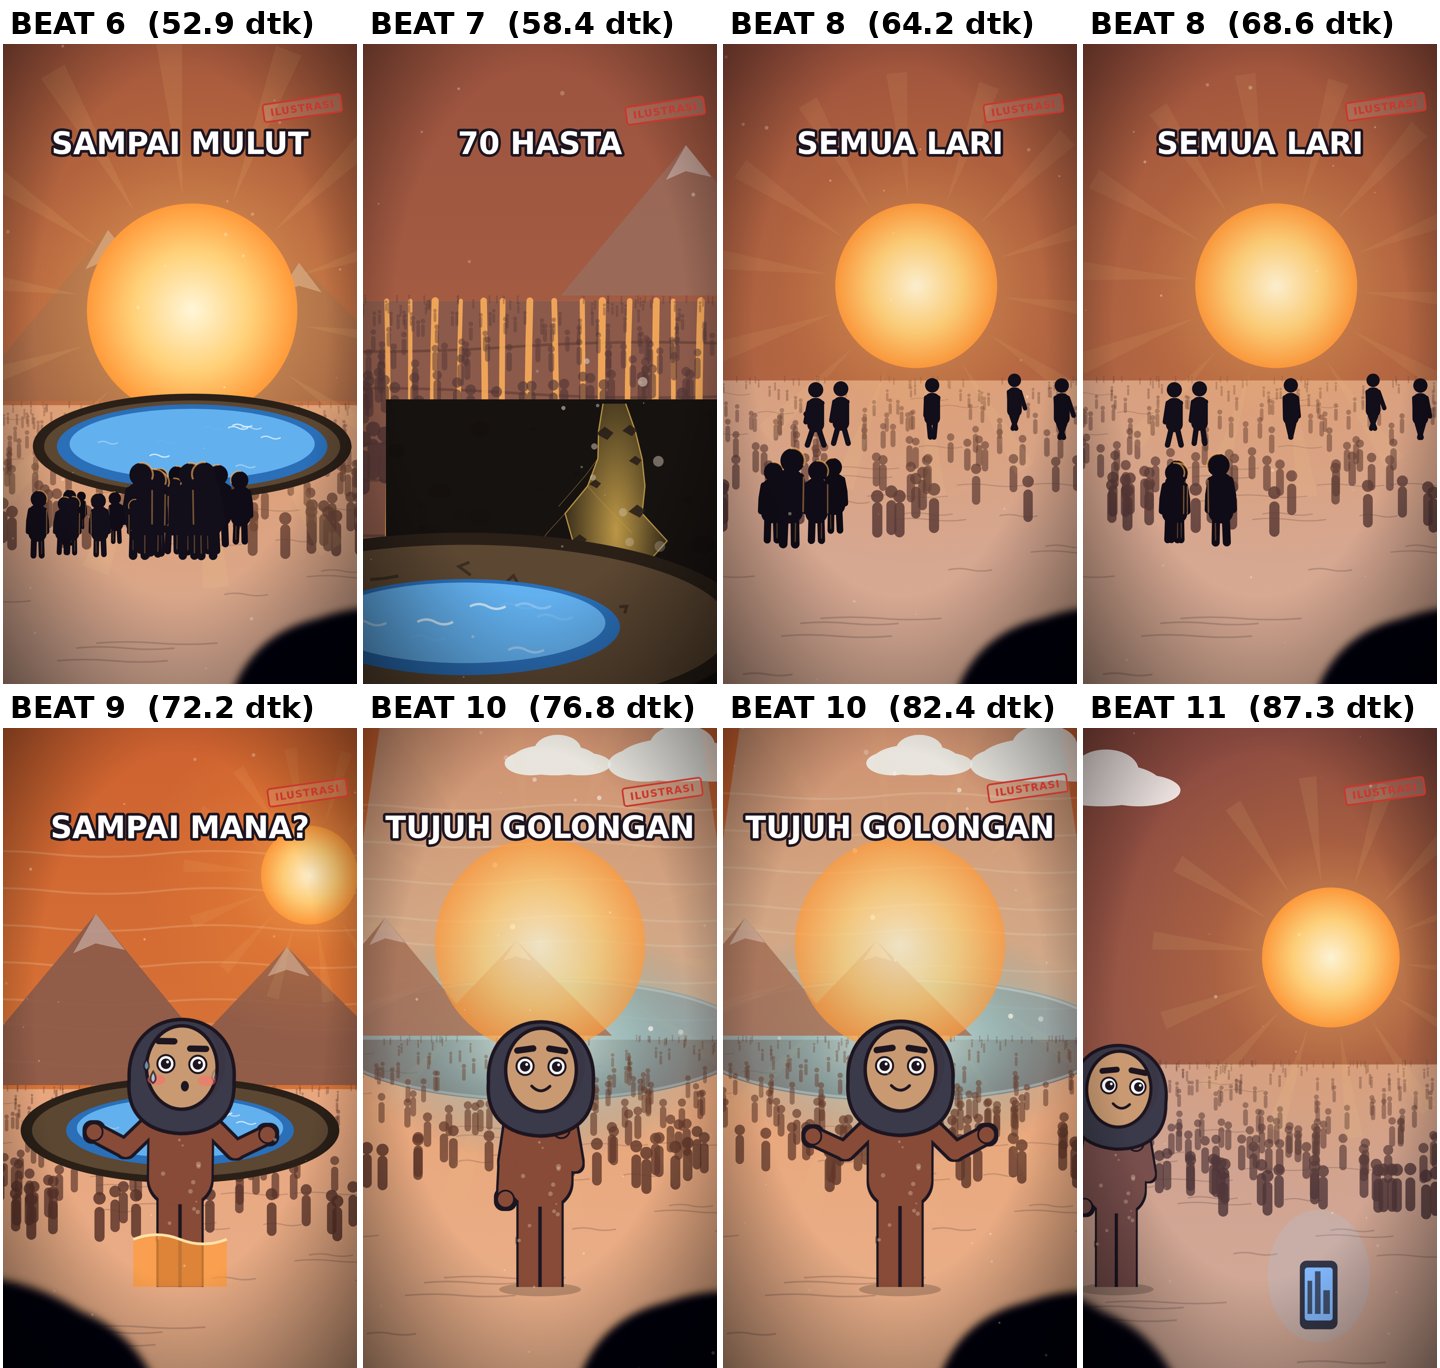 BEAT 6 (52.9 dtk)
ILUSTRASI
SAMPAI MULUT
BEAT 7 (58.4 dtk)
ILUSTRASI
70 HASTA
BEAT 8 (64.2 dtk)
ILUSTRASI
SEMUA LARI
BEAT 8 (68.6 dtk)
ILUSTRASI
SEMUA LARI
BEAT 9 (72.2 dtk)
ILUSTRASI
SAMPAI MANA?
BEAT 10 (76.8 dtk)
ILUSTRASI
TUJUH GOLONGAN
BEAT 10 (82.4 dtk)
ILUSTRASI
TUJUH GOLONGAN
BEAT 11 (87.3 dtk)
ILUSTRASI